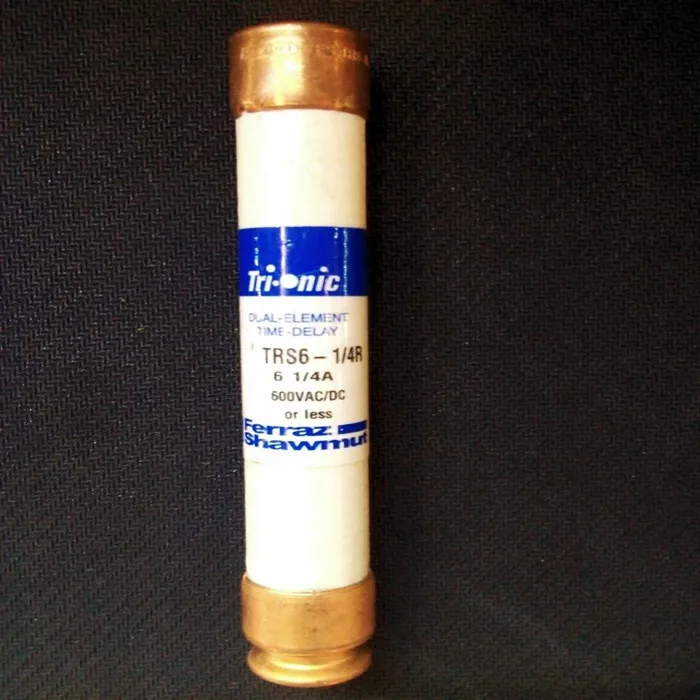 Tri-onic
DUAL-ELEMENT
TIME-DELAY
TRS6 - 1/4R
6 1/4A
600VAC/DC
or less
Ferraz
Shawmut